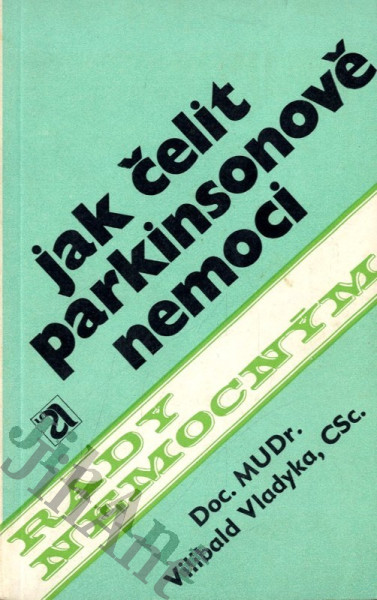 jak čelit
parkinsonově
nemoci
RADY
NEMOCNÝM
Doc. MUDr.
Vilibald Vladyka, CSc.
a